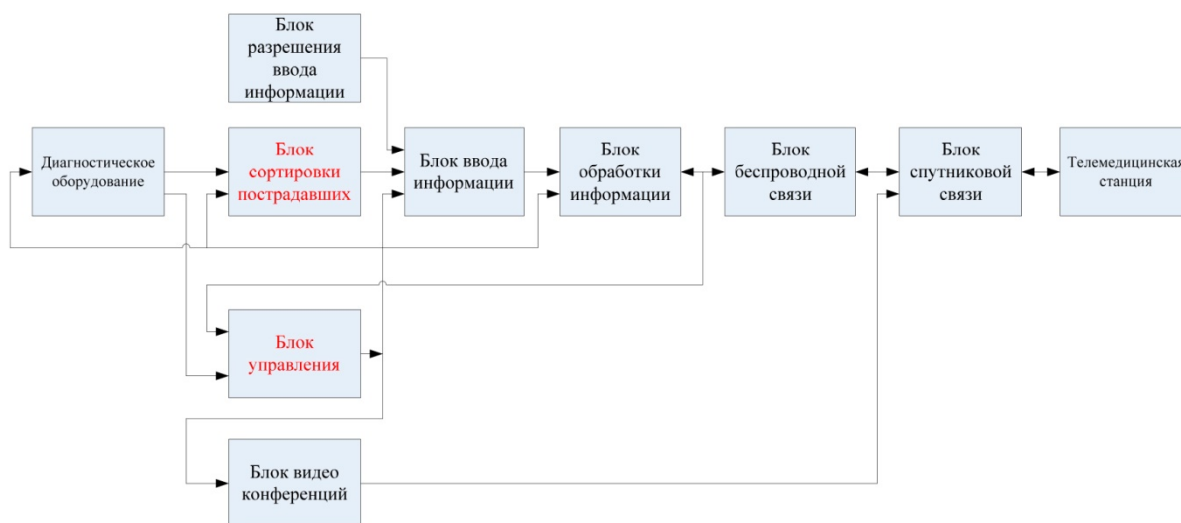 Блок
разрешения
ввода
информации
Диагностическое
оборудование
Блок
сортировки
пострадавших
Блок ввода
информации
Блок
обработки
информации
Блок
беспроводной
связи
Блок
спутниковой
связи
Телемедицинская
станция
Блок
управления
Блок видео
конференций